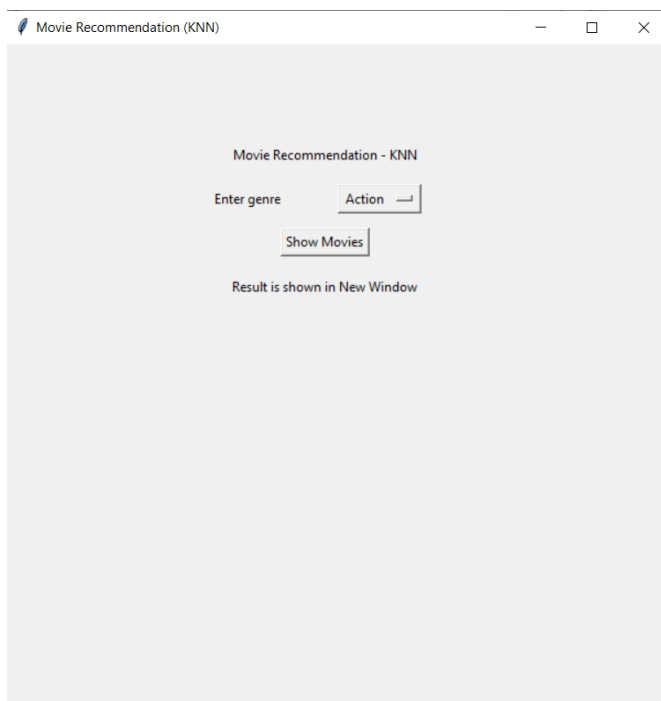 Movie Recommendation (KNN)
Movie Recommendation - KNN
Enter genre Action
Show Movies
Result is shown in New Window